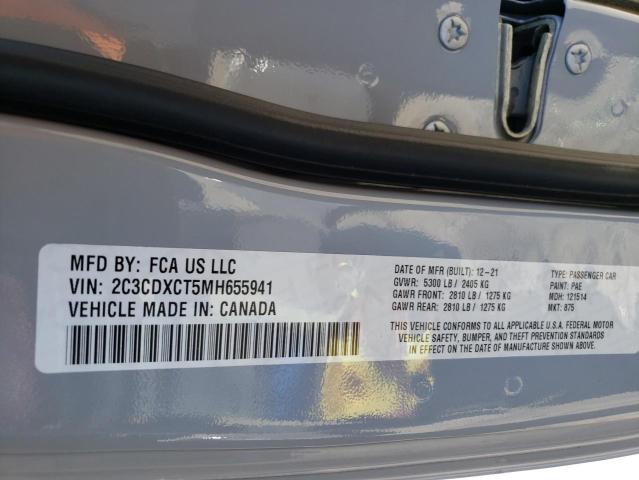 MFD BY: FCA US LLC
VIN: 2C3CDXCT5MH655941
VEHICLE MADE IN: CANADA
DATE OF MFR (BUILT): 12-21
GVWR: 5300 LB / 2405 KG
GAWR FRONT: 2810 LB / 1275 KG
GAWR REAR: 2810 LB / 1275 KG
TYPE: PASSENGER CAR
PAINT: PAE
MDH: 121514
MKT: 875
THIS VEHICLE CONFORMS TO ALL APPLICABLE U.S.A. FEDERAL MOTOR
VEHICLE SAFETY, BUMPER, AND THEFT PREVENTION STANDARDS
IN EFFECT ON THE DATE OF MANUFACTURE SHOWN ABOVE.